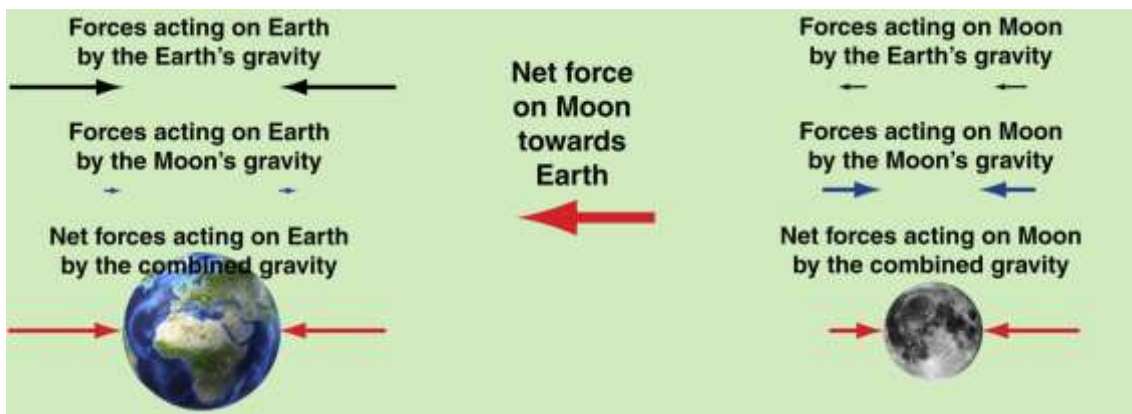 Forces acting on Earth
by the Earth's gravity
Forces acting on Earth
by the Moon's gravity
Net forces acting on Earth
by the combined gravity
Net force
on Moon
towards
Earth
Forces acting on Moon
by the Earth's gravity
Forces acting on Moon
by the Moon's gravity
Net forces acting on Moon
by the combined gravity